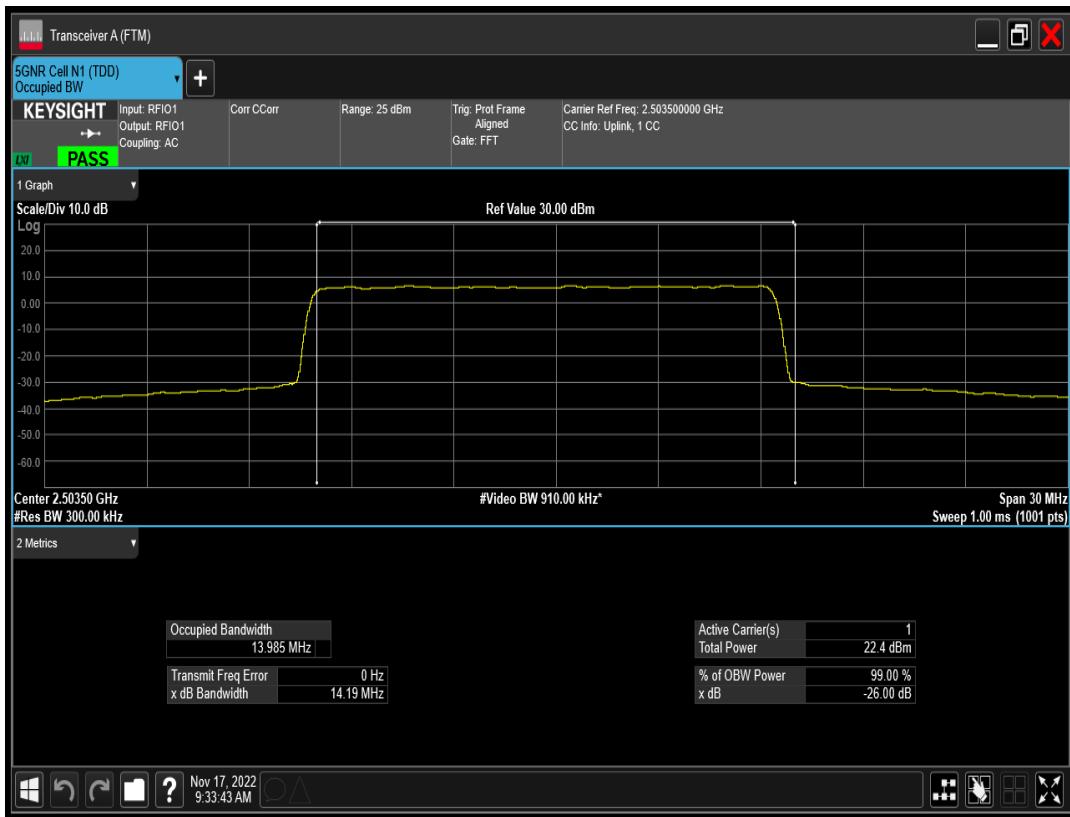 Transceiver A (FTM)
5GNR Cell N1 (TDD)
Occupied BW
KEYSIGHT
LXI
PASS
Input: RFIO1
Output: RFIO1
Coupling: AC
Corr CCorr
Range: 25 dBm
Trig: Prot Frame
Aligned
Gate: FFT
Carrier Ref Freq: 2.503500000 GHz
CC Info: Uplink, 1 CC
1 Graph
Scale/Div 10.0 dB
Ref Value 30.00 dBm
Log
20.0
10.0
0.00
-10.0
-20.0
-30.0
-40.0
-50.0
-60.0
Center 2.50350 GHz
#Video BW 910.00 kHz*
Span 30 MHz
#Res BW 300.00 kHz
Sweep 1.00 ms (1001 pts)
2 Metrics
Occupied Bandwidth
13.985 MHz
Transmit Freq Error 0 Hz
x dB Bandwidth 14.19 MHz
Active Carrier(s) 1
Total Power 22.4 dBm
% of OBW Power 99.00 %
x dB -26.00 dB
?
Nov 17, 2022
9:33:43 AM